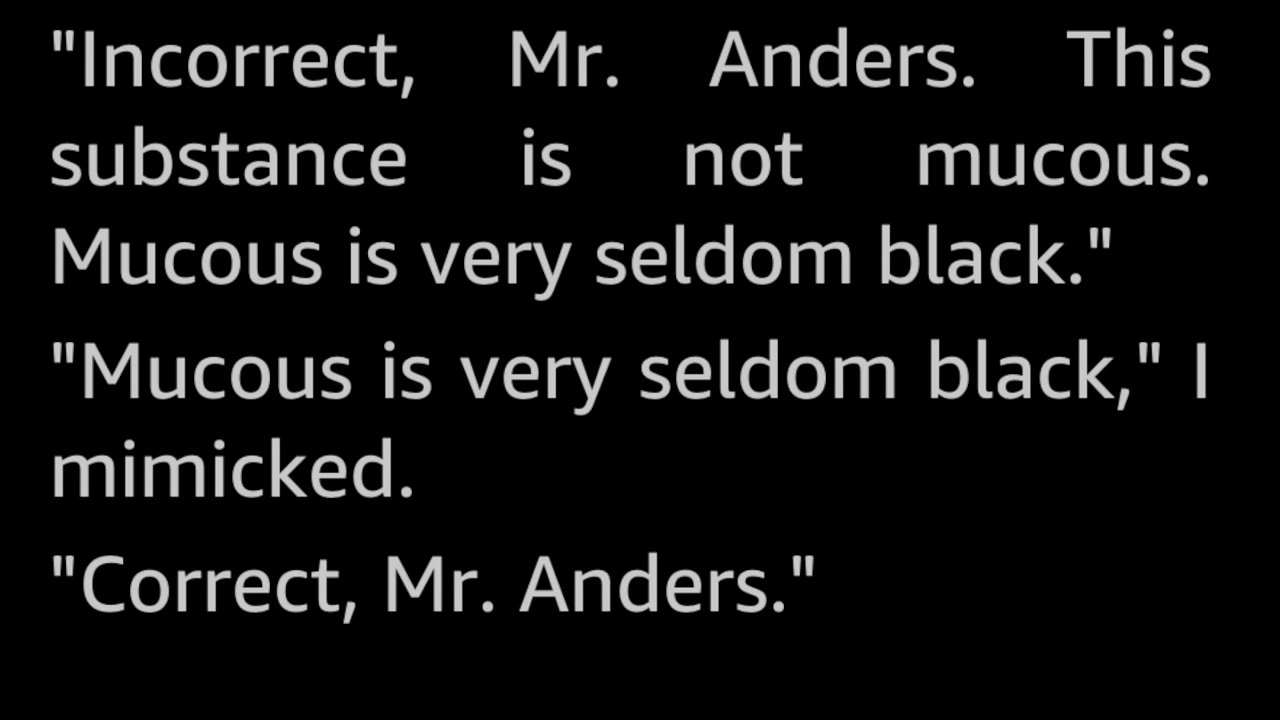 "Incorrect, Mr. Anders. This
substance is not mucous.
Mucous is very seldom black."
"Mucous is very seldom black," I
mimicked.
"Correct, Mr. Anders."